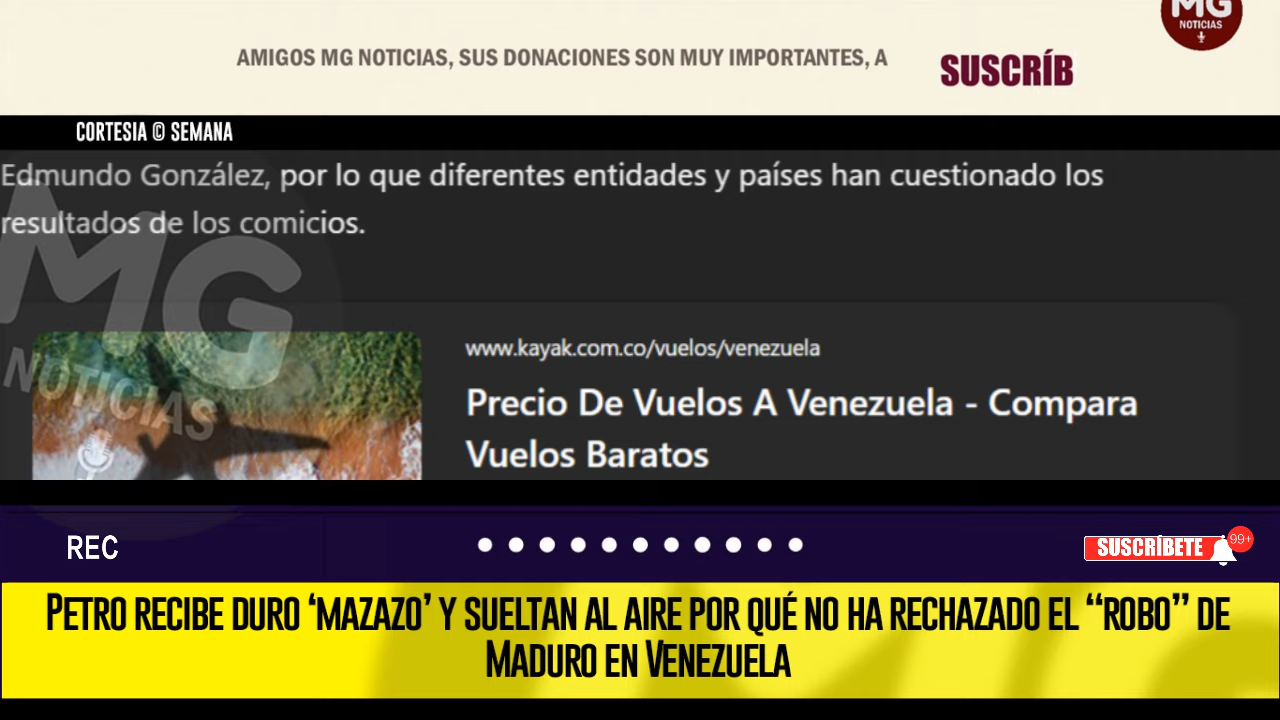 MG
NOTICIAS
AMIGOS MG NOTICIAS, SUS DONACIONES SON MUY IMPORTANTES, A
SUSCRÍB
CORTESIA © SEMANA
Edmundo González, por lo que diferentes entidades y países han cuestionado los
resultados de los comicios.
MG
NOTICIAS
www.kayak.com.co/vuelos/venezuela
Precio De Vuelos A Venezuela - Compara
Vuelos Baratos
REC
SUSCRÍBETE
99+
PETRO RECIBE DURO ‘MAZAZO’ Y SUELTAN AL AIRE POR QUÉ NO HA RECHAZADO EL “ROBO” DE
MADURO EN VENEZUELA